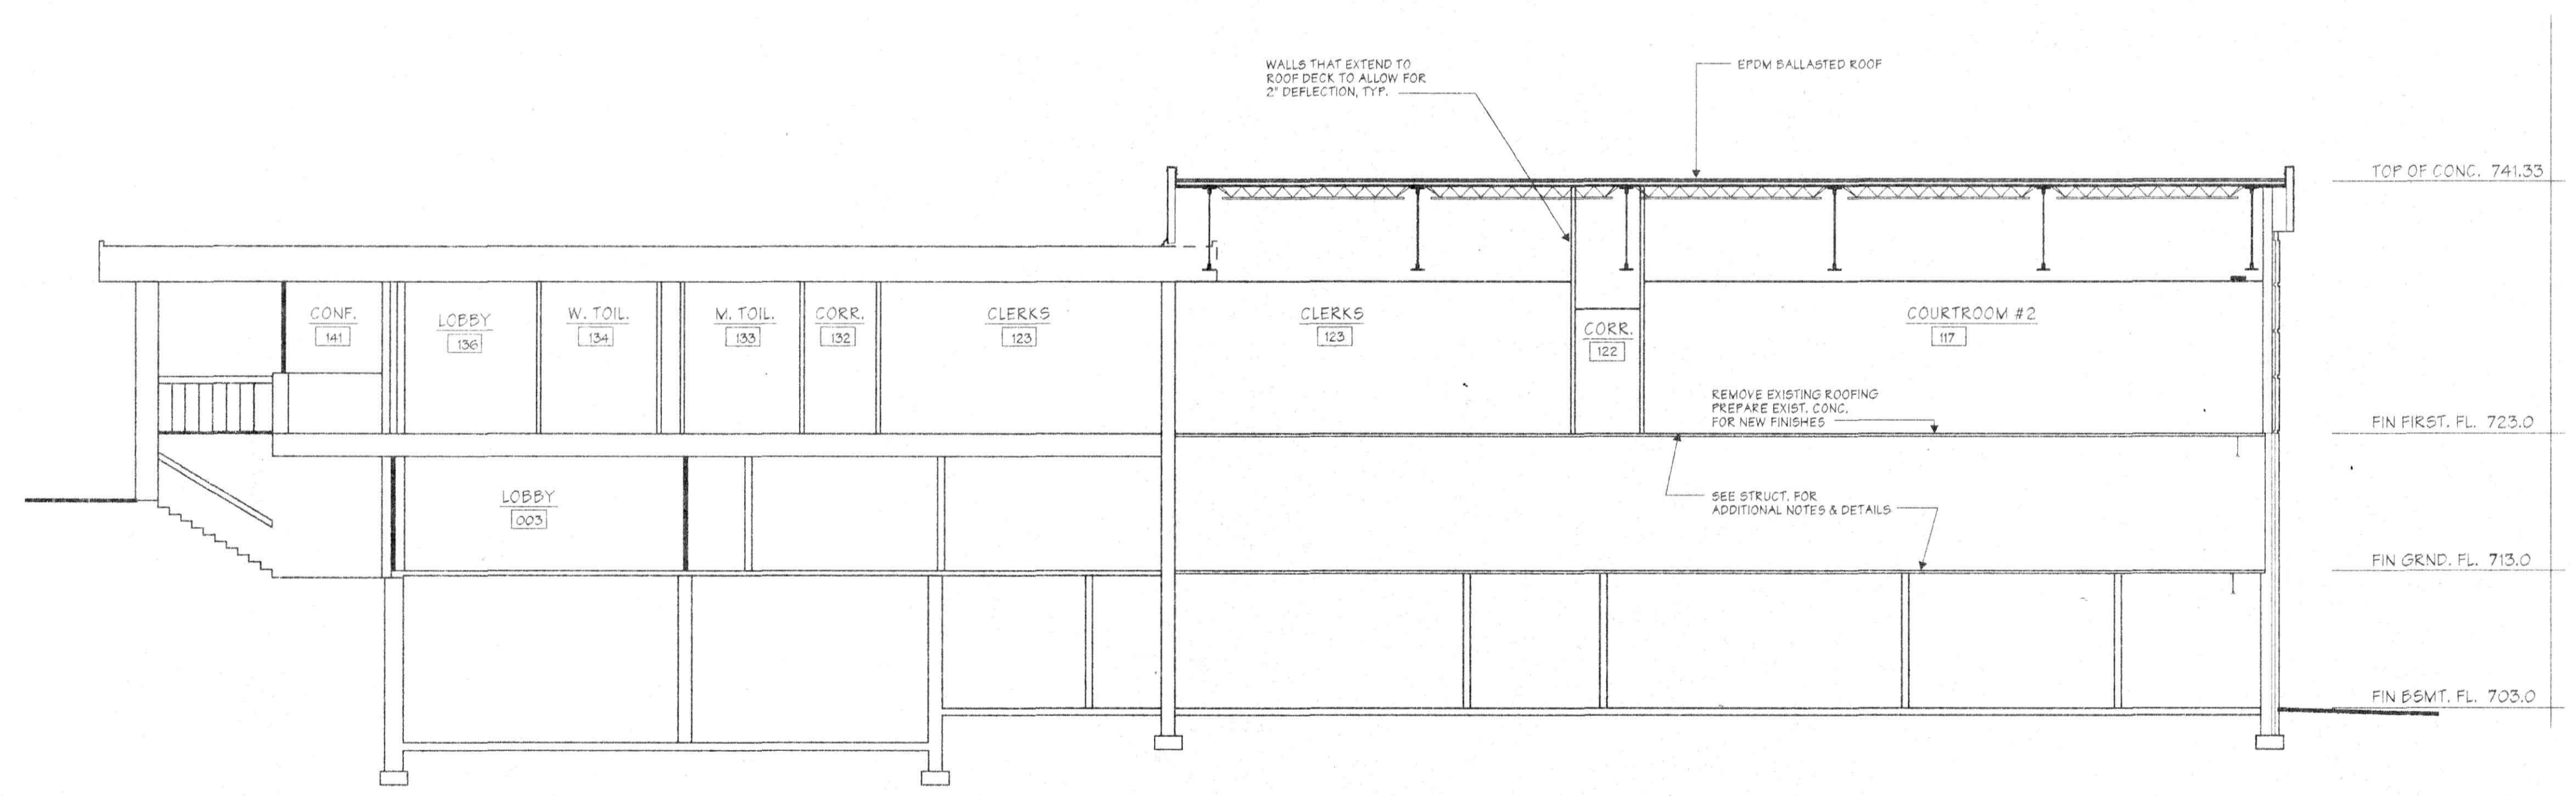 WALLS THAT EXTEND TO
ROOF DECK TO ALLOW FOR
2" DEFLECTION, TYP.
EPDM BALLASTED ROOF
TOP OF CONC. 741.33
CONF.
141
LOBBY
136
W. TOIL.
134
M. TOIL.
133
CORR.
132
CLERKS
123
CLERKS
123
CORR.
122
COURTROOM #2
117
REMOVE EXISTING ROOFING
PREPARE EXIST. CONC.
FOR NEW FINISHES
FIN FIRST. FL. 723.0
LOBBY
003
SEE STRUCT. FOR
ADDITIONAL NOTES & DETAILS
FIN GRND. FL. 713.0
FIN BSMT. FL. 703.0